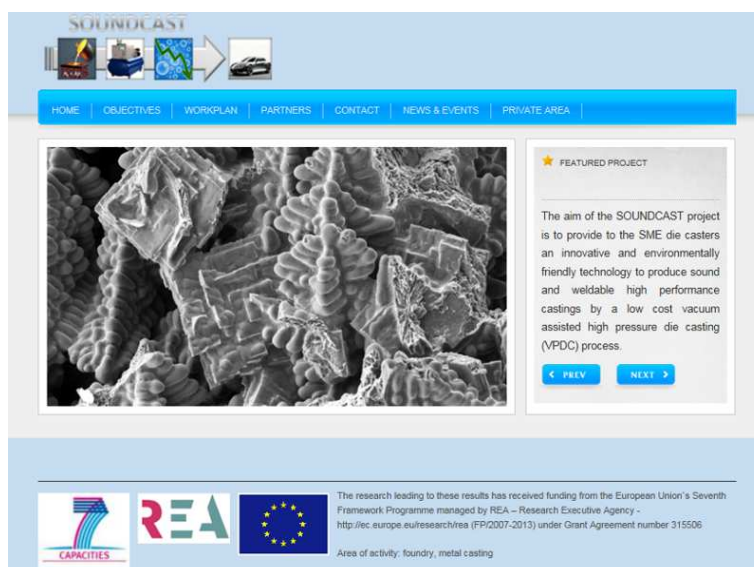 SOUNDCAST
HOME
OBJECTIVES
WORKPLAN
PARTNERS
CONTACT
NEWS & EVENTS
PRIVATE AREA
FEATURED PROJECT
The aim of the SOUNDCAST project
is to provide to the SME die casters
an innovative and environmentally
friendly technology to produce sound
and weldable high performance
castings by a low cost vacuum
assisted high pressure die casting
(VPDC) process.
PREV
NEXT
7
CAPACITIES
REA
The research leading to these results has received funding from the European Union`s Seventh
Framework Programme managed by REA – Research Executive Agency -
http://ec.europe.eu/research/rea (FP/2007-2013) under Grant Agreement number 315506
Area of activity: foundry, metal casting